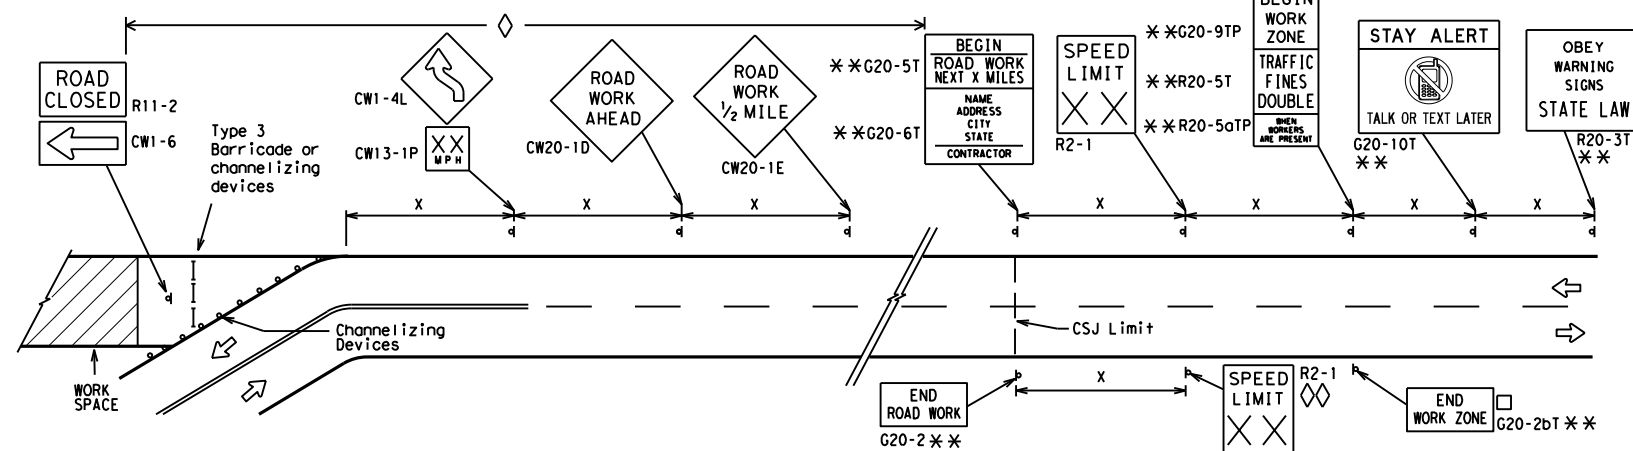 ROAD
CLOSED
R11-2
CW1-6
Type 3
Barricade or
channelizing
devices
CW1-4L
XX
MPH
CW13-1P
ROAD
WORK
AHEAD
CW20-1D
ROAD
WORK
1/2 MILE
CW20-1E
**G20-5T
**G20-6T
BEGIN
ROAD WORK
NEXT X MILES
NAME
ADDRESS
CITY
STATE
CONTRACTOR
SPEED
LIMIT
XX
R2-1
**G20-9TP
**R20-5T
**R20-5aTP
BEGIN
WORK
ZONE
TRAFFIC
FINES
DOUBLE
WHEN
WORKERS
ARE PRESENT
STAY ALERT
TALK OR TEXT LATER
G20-10T
**
OBEY
WARNING
SIGNS
STATE LAW
R20-3T
**
X
X
X
X
X
X
X
Channelizing
Devices
CSJ Limit
WORK
SPACE
END
ROAD WORK
G20-2 **
X
SPEED
LIMIT
XX
R2-1
END
WORK ZONE
G20-2bT **